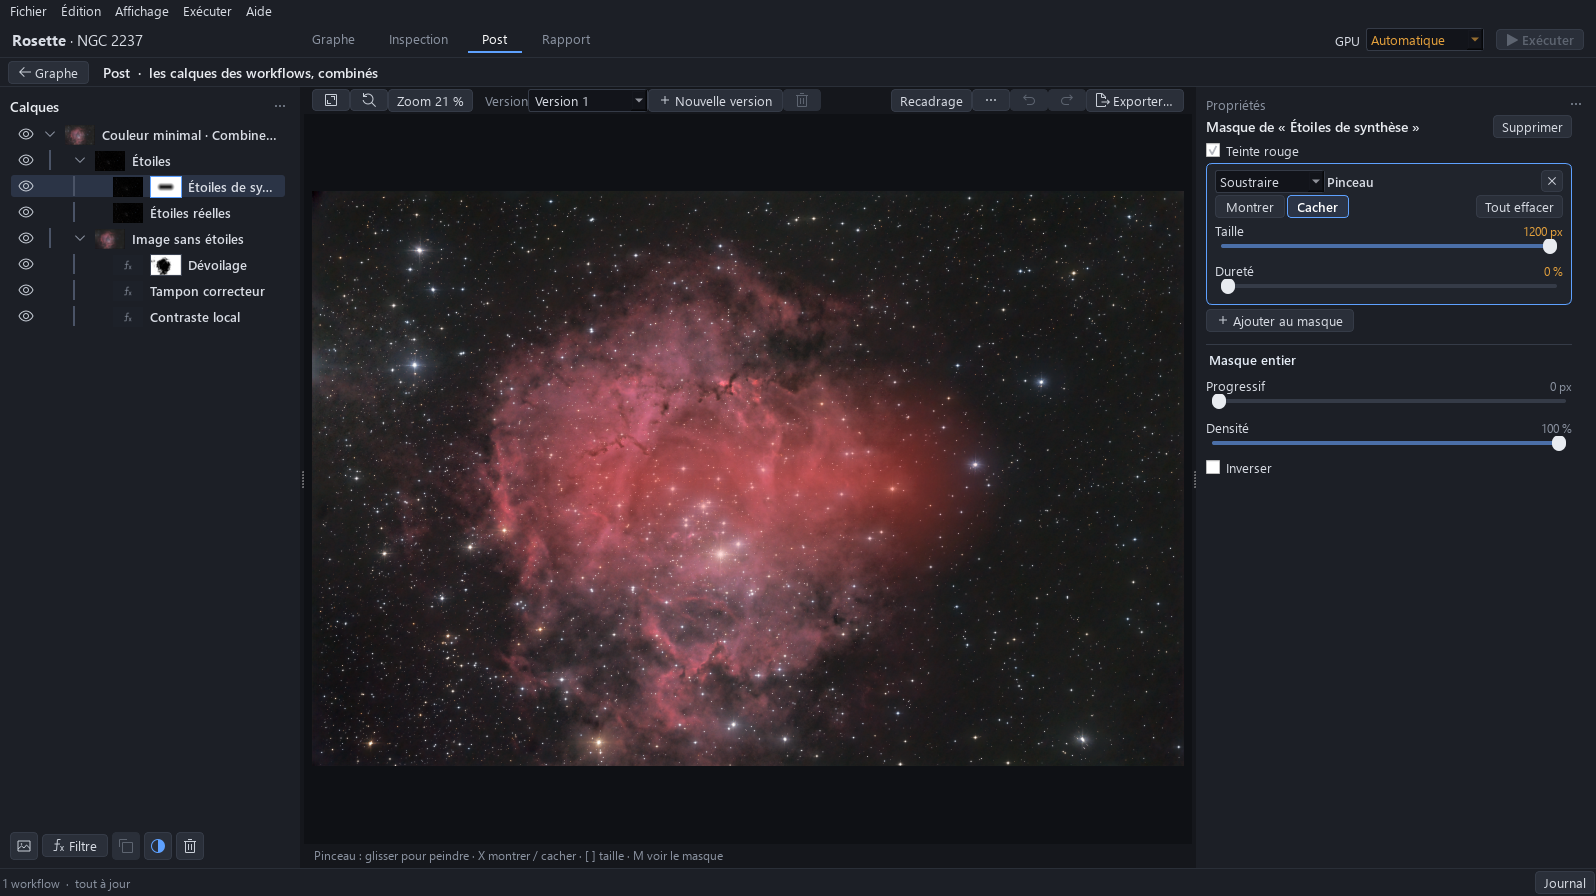 Fichier Édition Affichage Exécuter Aide
Rosette · NGC 2237
Graphe Inspection Post Rapport
GPU Automatique Exécuter
Graphe Post · les calques des workflows, combinés
Calques
Couleur minimal · Combine...
Étoiles
Étoiles de sy...
Étoiles réelles
Image sans étoiles
fx Dévoilage
fx Tampon correcteur
fx Contraste local
fx Filtre
Zoom 21 % Version Version 1 + Nouvelle version Recadrage ... Exporter...
Pinceau : glisser pour peindre · X montrer / cacher · [ ] taille · M voir le masque
Propriétés
Masque de « Étoiles de synthèse » Supprimer
Teinte rouge
Soustraire Pinceau
Montrer Cacher Tout effacer
Taille 1200 px
Dureté 0 %
+ Ajouter au masque
Masque entier
Progressif 0 px
Densité 100 %
Inverser
1 workflow · tout à jour
Journal